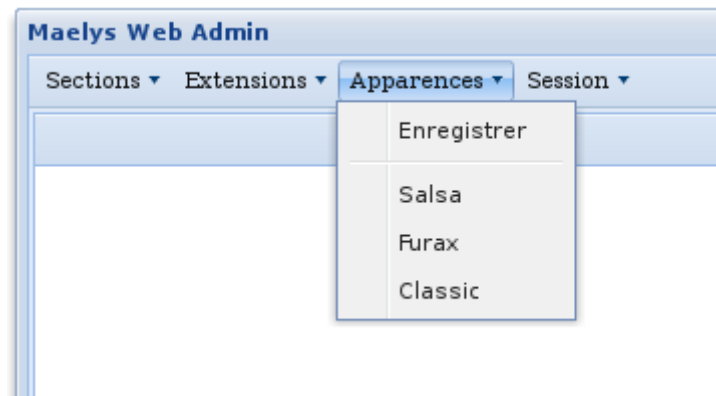 Maelys Web Admin
Sections Extensions Apparences Session
Enregistrer
Salsa
Furax
Classic